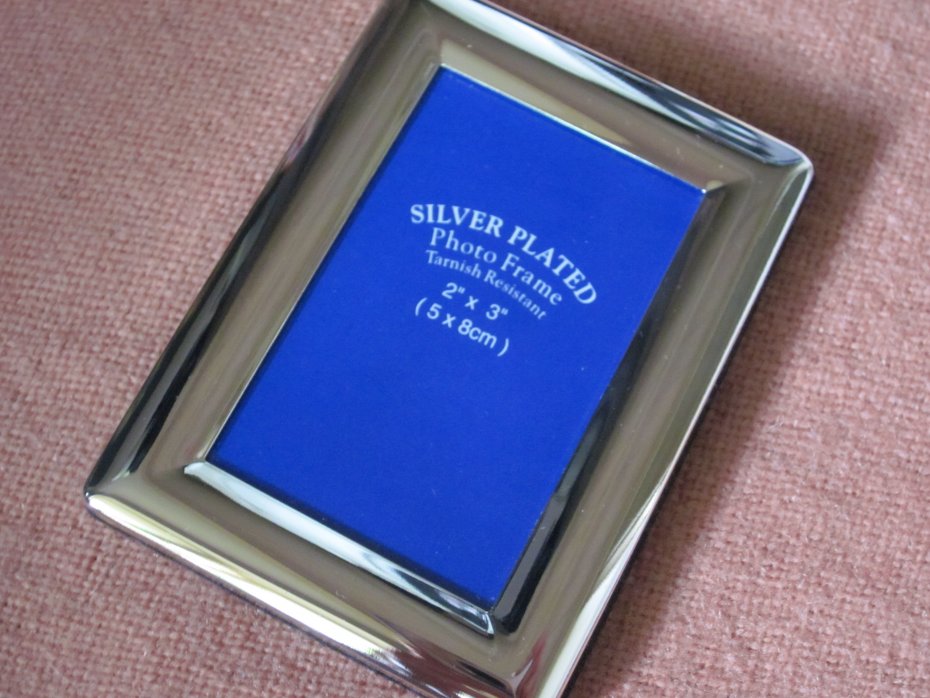 SILVER PLATED
Photo Frame
Tarnish Resistant
2" x 3"
( 5 x 8cm )